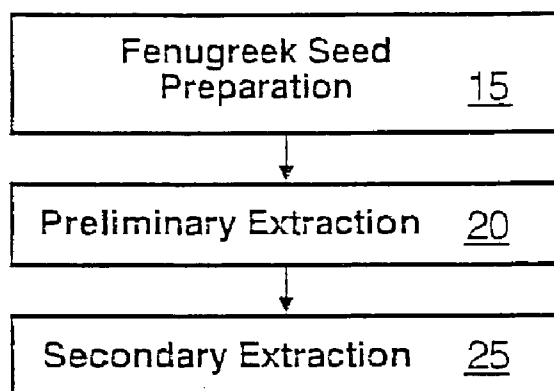 Fenugreek Seed
Preparation 15
Preliminary Extraction 20
Secondary Extraction 25